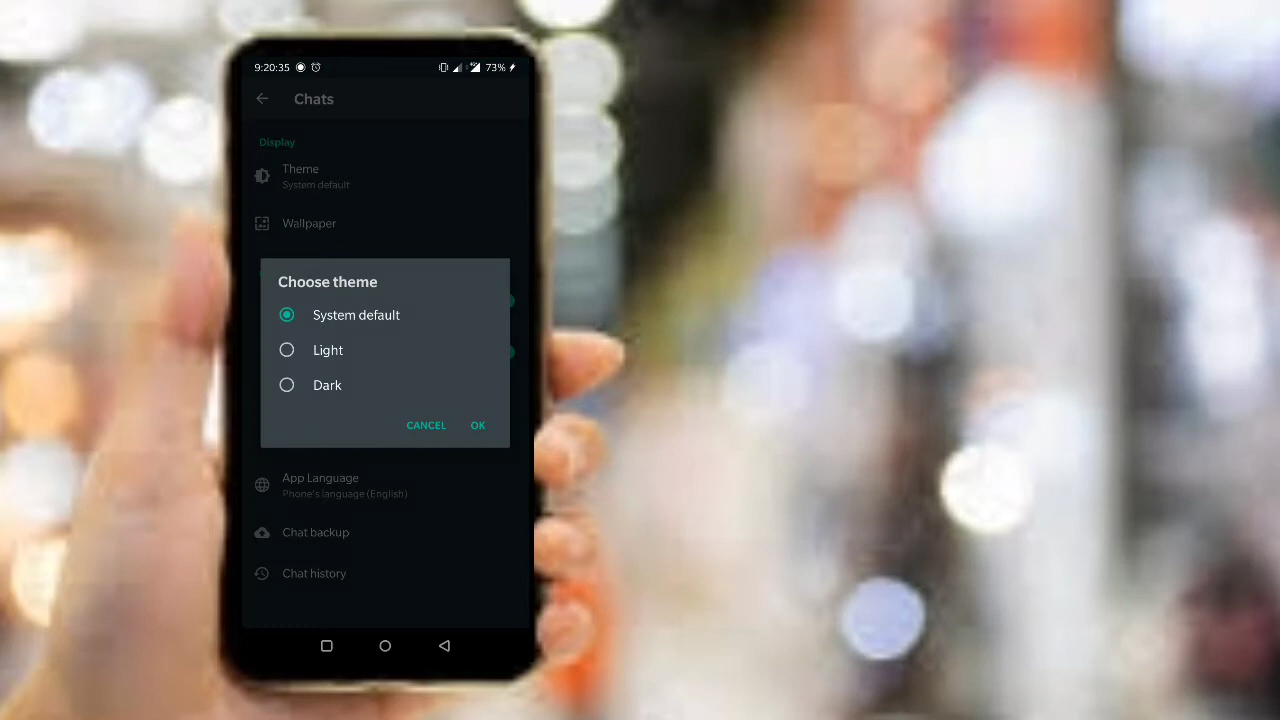 9:20:35
73%
Chats
Display
Theme
System default
Wallpaper
Choose theme
System default
Light
Dark
CANCEL OK
App Language
Phone's language (English)
Chat backup
Chat history